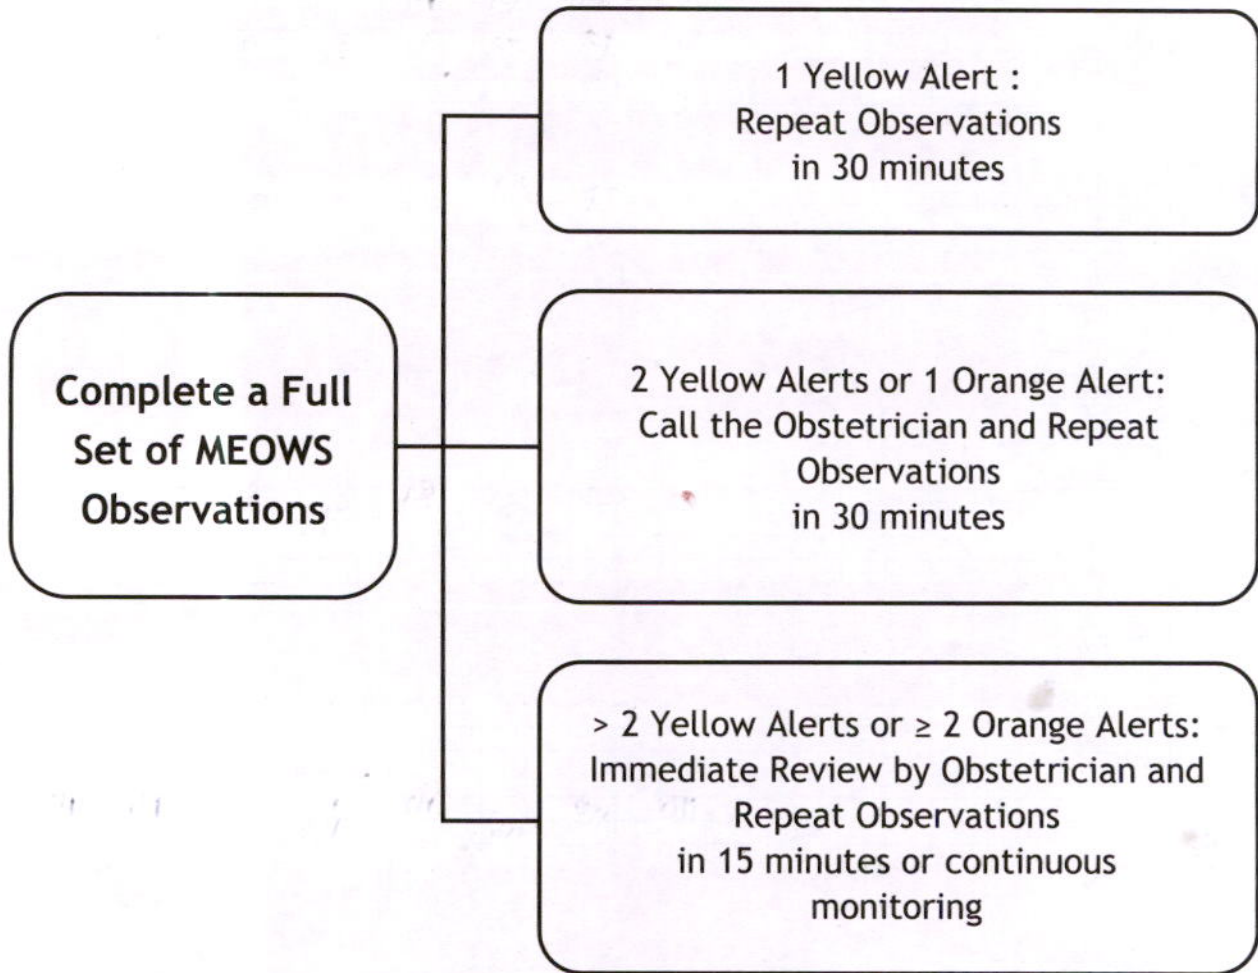 1 Yellow Alert :
Repeat Observations
in 30 minutes
Complete a Full
Set of MEOWS
Observations
2 Yellow Alerts or 1 Orange Alert:
Call the Obstetrician and Repeat
Observations
in 30 minutes
> 2 Yellow Alerts or ≥ 2 Orange Alerts:
Immediate Review by Obstetrician and
Repeat Observations
in 15 minutes or continuous
monitoring